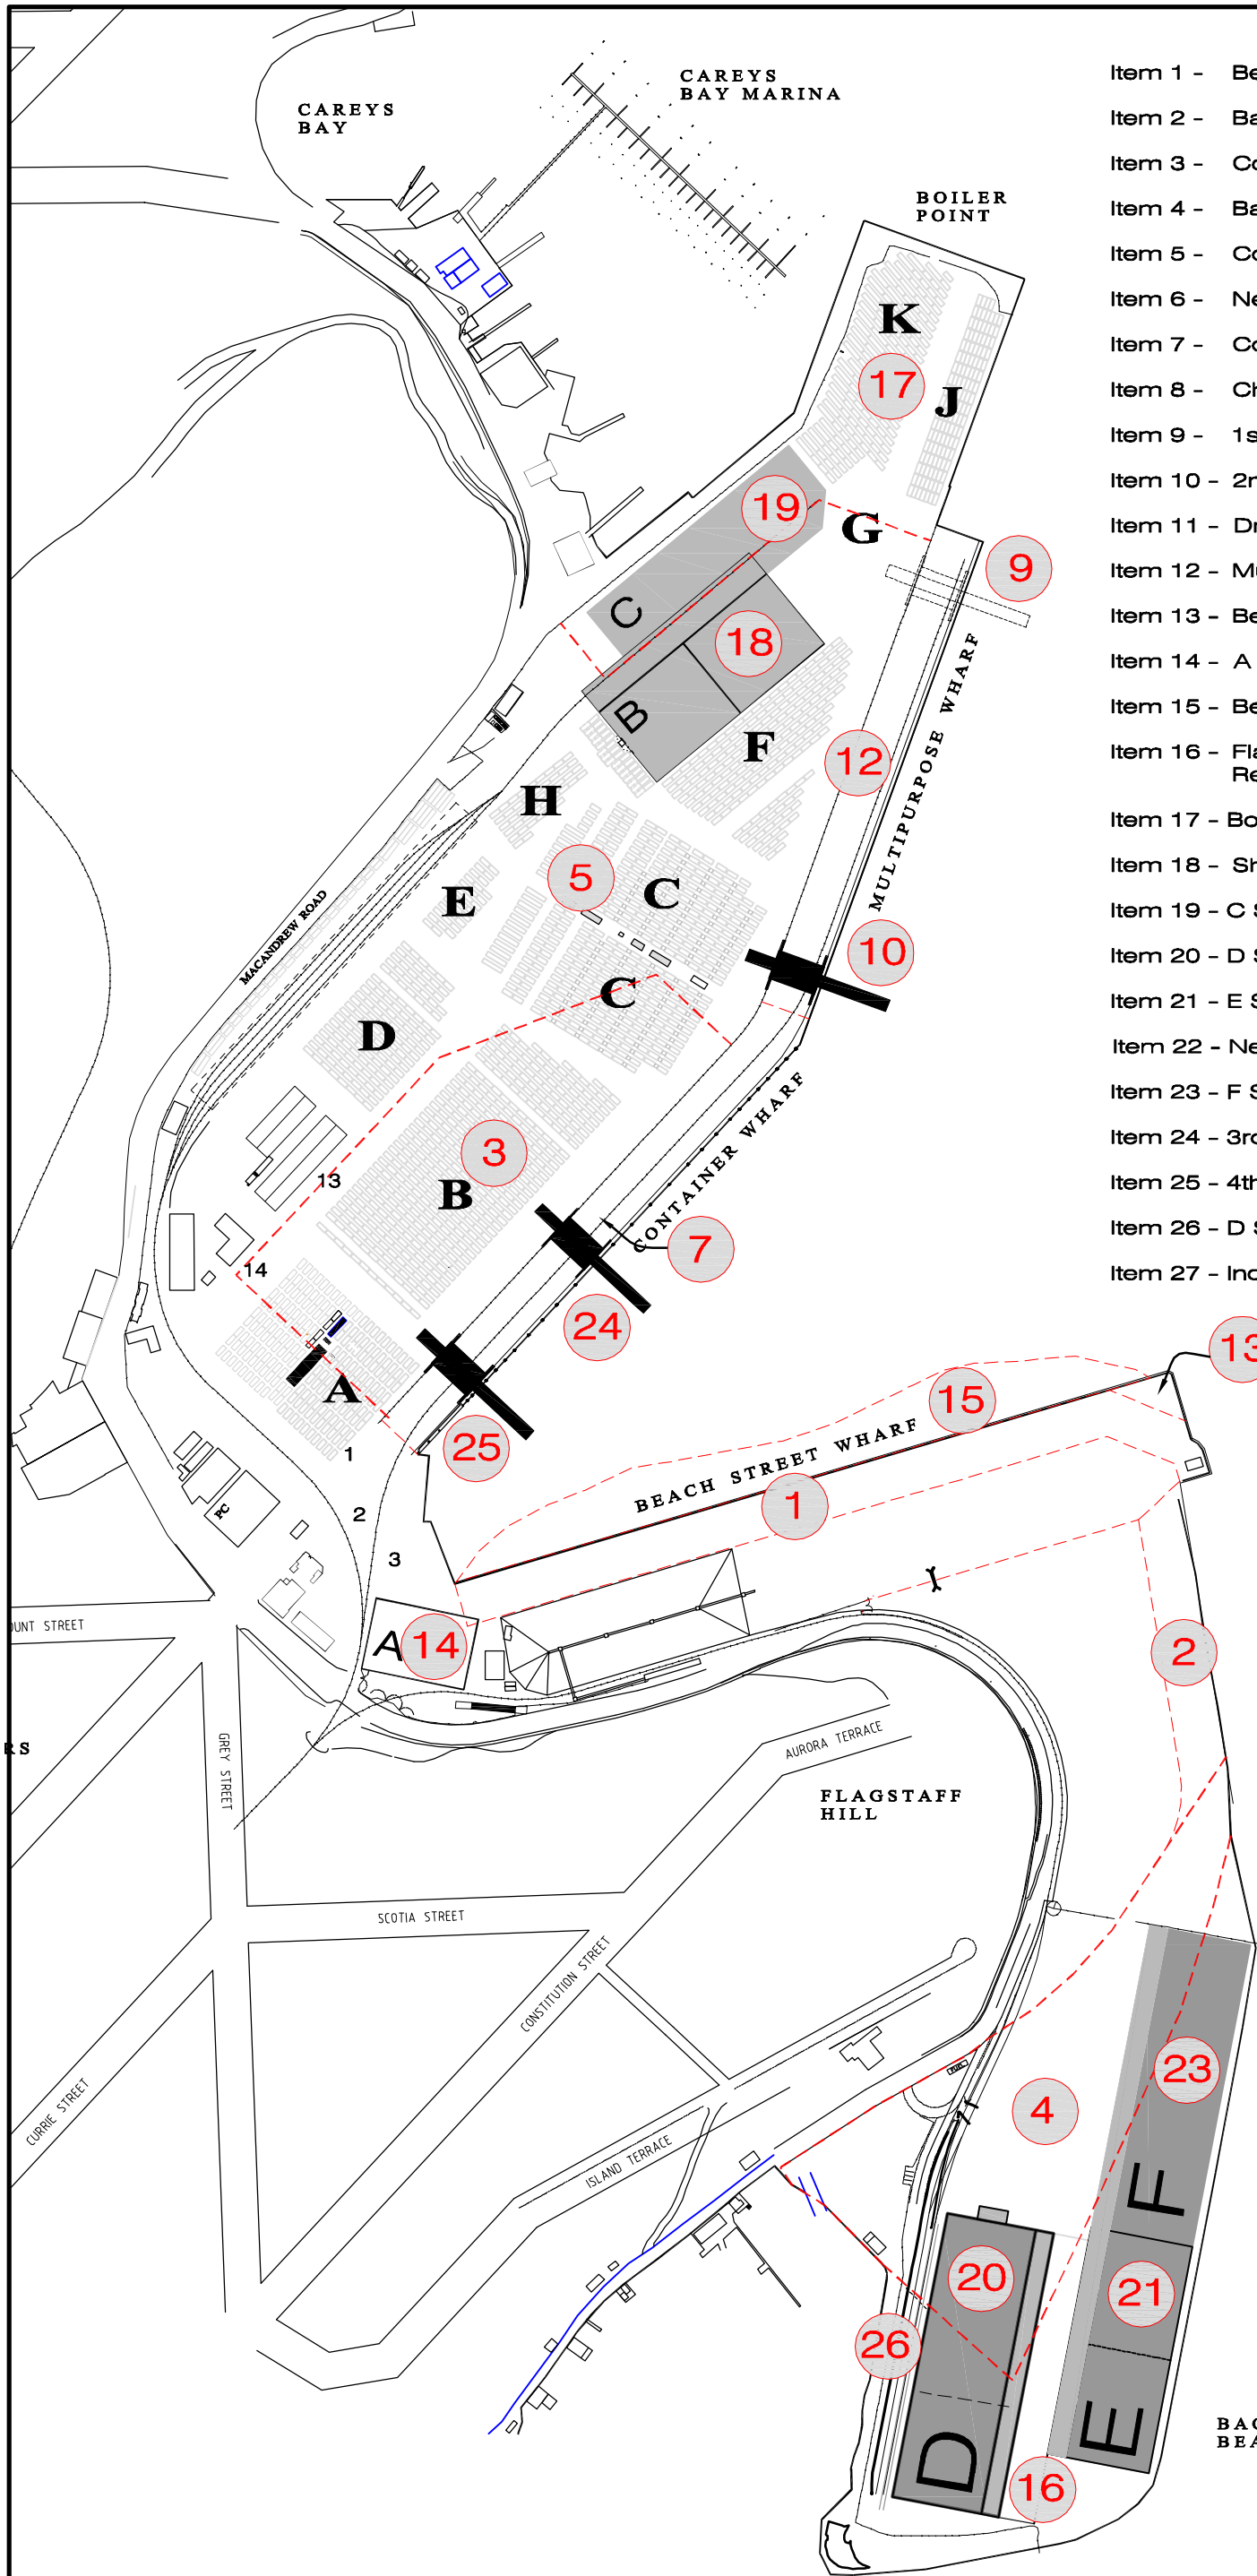 CAREYS
BAY
CAREYS
BAY MARINA
BOILER
POINT
Item 1 -
Item 2 -
Item 3 -
Item 4 -
Item 5 -
Item 6 -
Item 7 -
Item 8 -
Item 9 -
Item 10 -
Item 11 -
Item 12 -
Item 13 -
Item 14 - A
Item 15 -
Item 16 -
Item 17 -
Item 18 -
Item 19 - C
Item 20 - D
Item 21 - E
Item 22 -
Item 23 - F
Item 24 -
Item 25 -
Item 26 - D
Item 27 -
K
17
J
19
G
9
C
18
B
F
12
MULTIPURPOSE WHARF
H
5
E
C
MACANDREW ROAD
10
C
D
3
13
B
CONTAINER WHARF
7
14
24
13
A
15
1
25
BEACH STREET WHARF
1
PC
2
3
I
A
14
2
GREY STREET
AURORA TERRACE
FLAGSTAFF
HILL
SCOTIA STREET
CONSTITUTION STREET
CURRIE STREET
23
4
ISLAND TERRACE
F
20
21
26
D
E
16